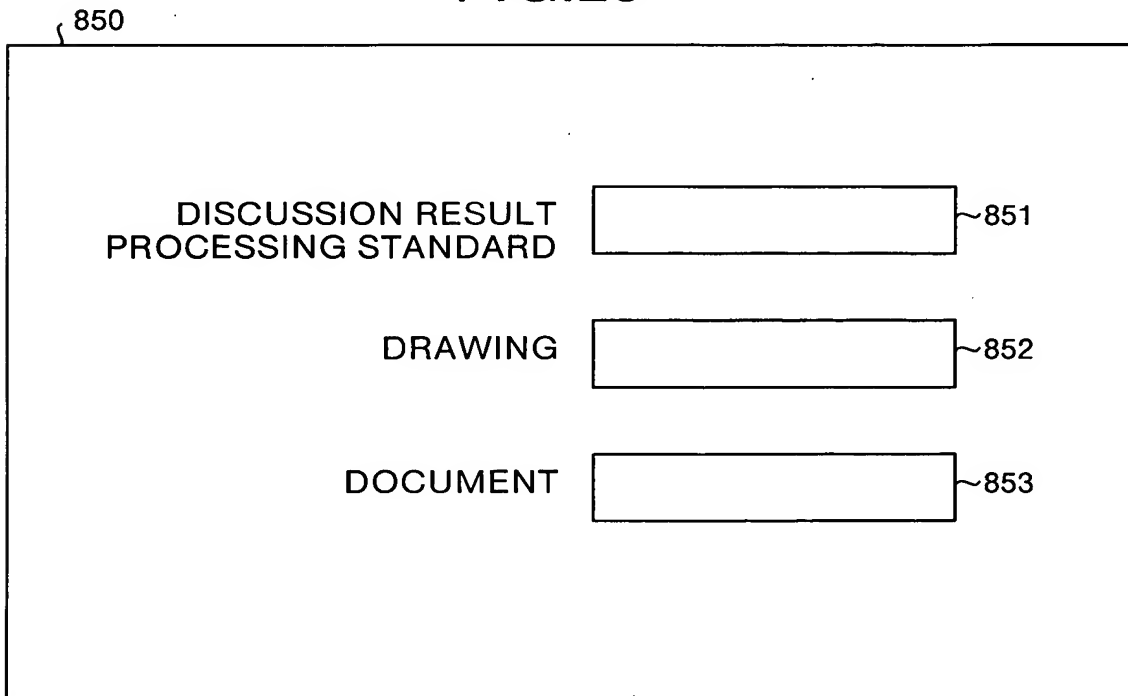 850
DISCUSSION RESULT
PROCESSING STANDARD
851
DRAWING
852
DOCUMENT
853